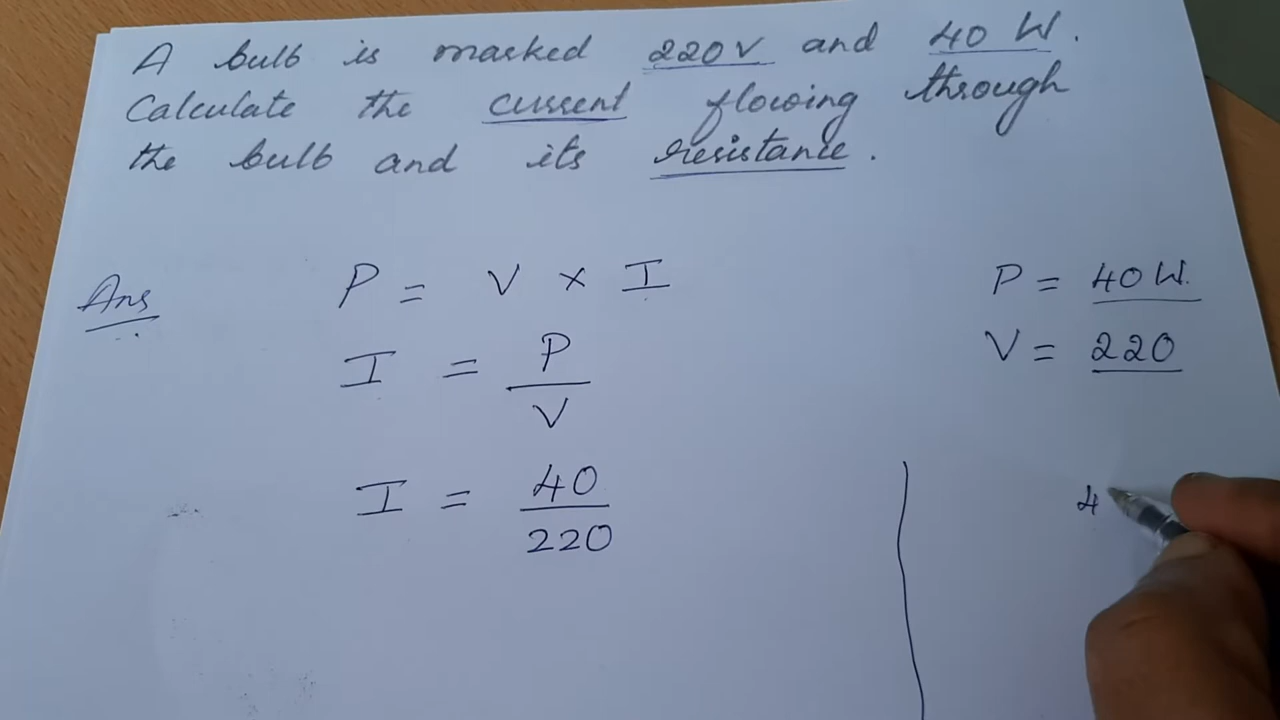 A bulb is marked 220V and 40 W.
Calculate the current flowing through
the bulb and its resistance.
Ans
P = V × I
I = P/V
I = 40/220
P = 40 W.
V = 220
4